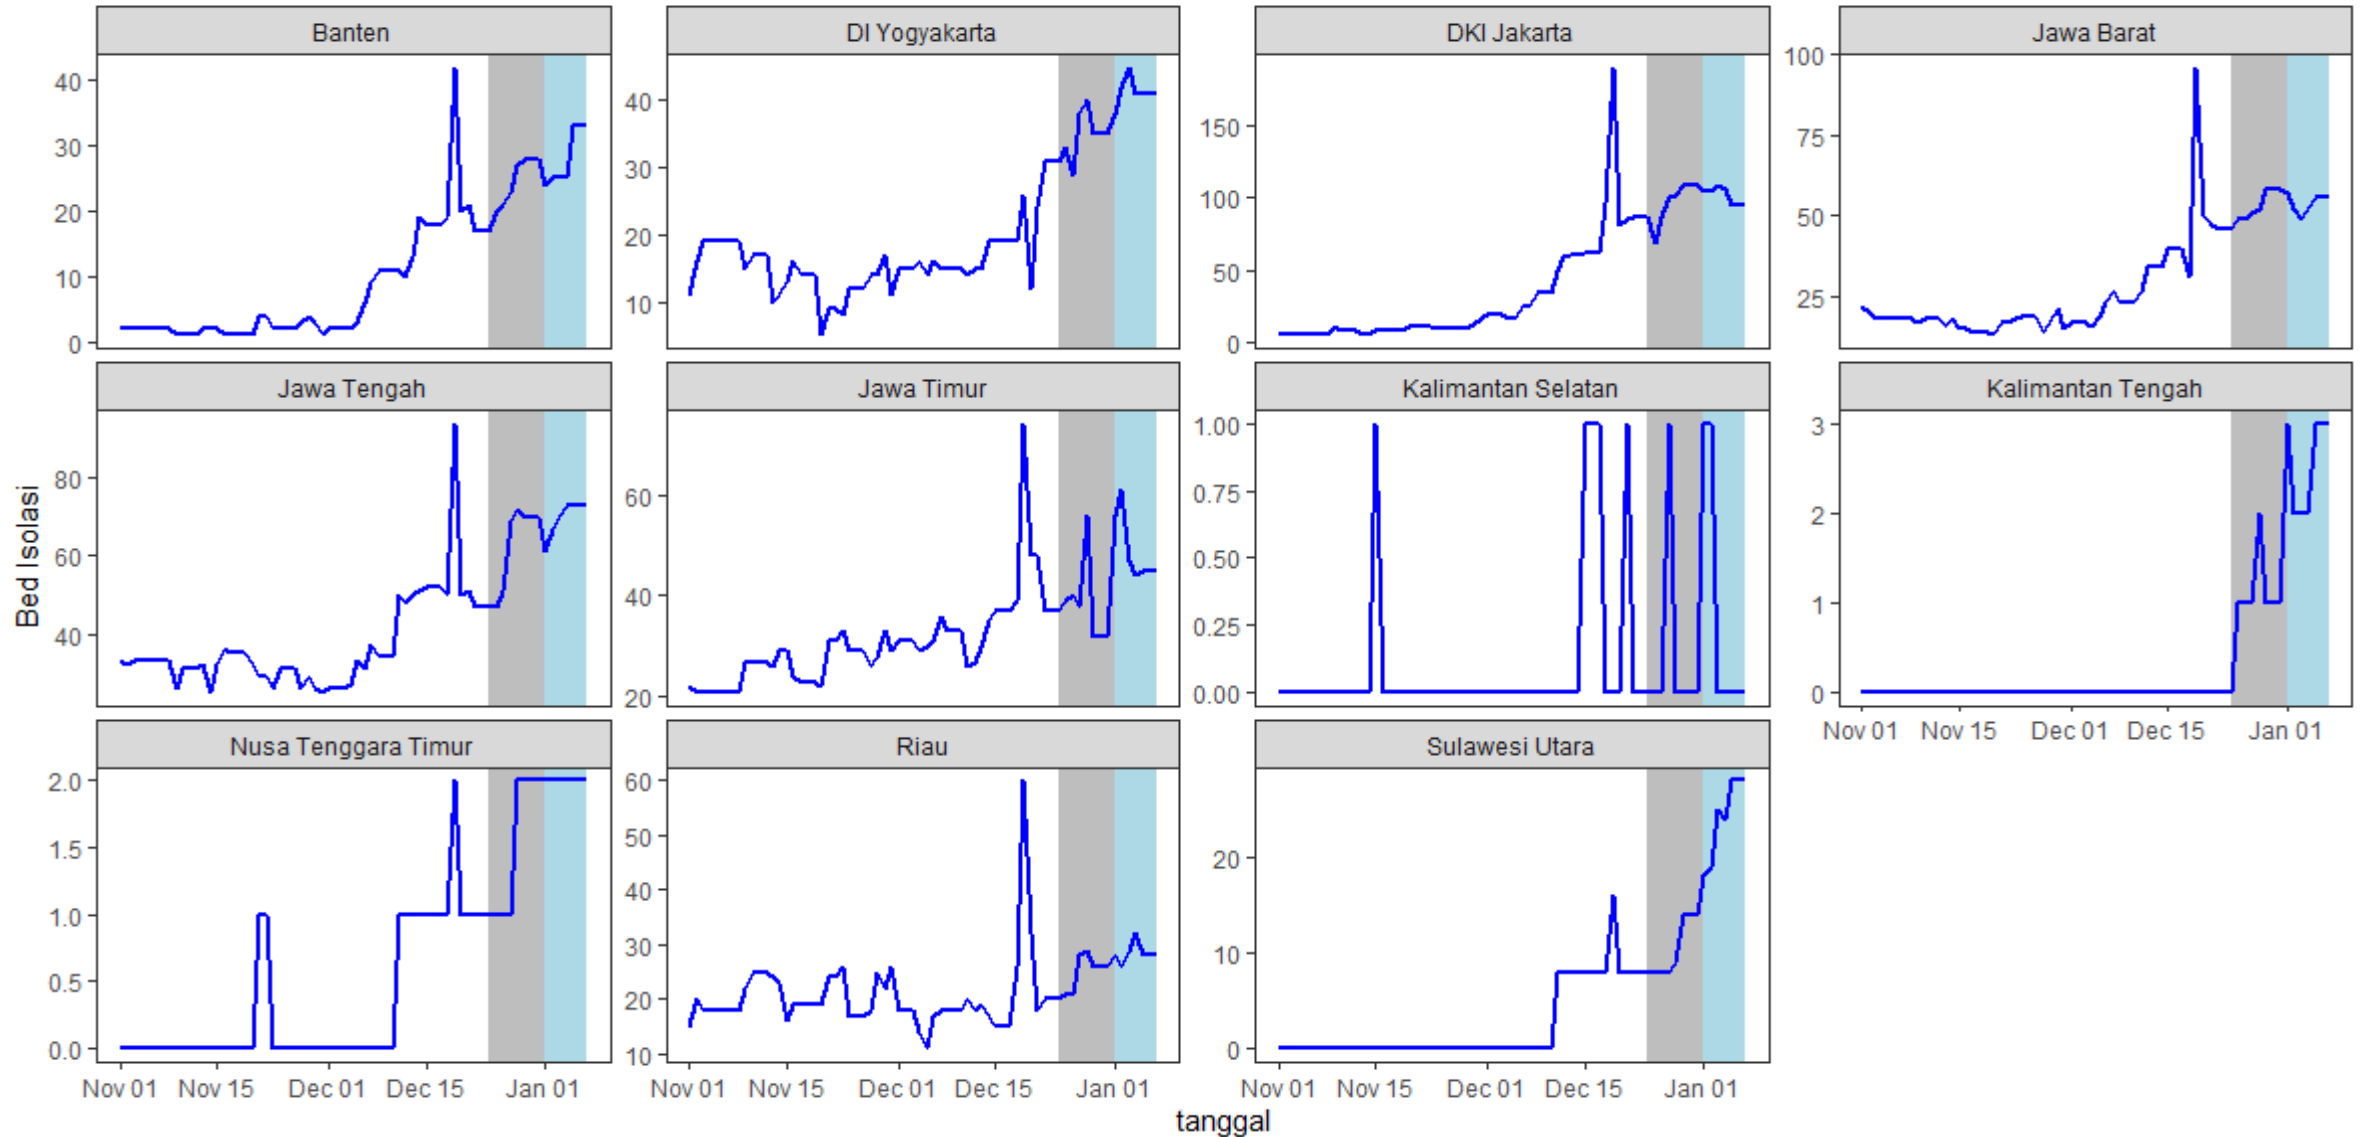 Banten
DI Yogyakarta
DKI Jakarta
Jawa Barat
40
30
20
10
0
40
30
20
10
150
100
50
0
100
75
50
25
Jawa Tengah
Jawa Timur
Kalimantan Selatan
Kalimantan Tengah
Bed Isolasi
80
60
40
60
40
20
1.00
0.75
0.50
0.25
0.00
3
2
1
0
Nov 01 Nov 15 Dec 01 Dec 15 Jan 01
Nusa Tenggara Timur
Riau
Sulawesi Utara
2.0
1.5
1.0
0.5
0.0
60
50
40
30
20
10
20
10
0
Nov 01 Nov 15 Dec 01 Dec 15 Jan 01
Nov 01 Nov 15 Dec 01 Dec 15 Jan 01
Nov 01 Nov 15 Dec 01 Dec 15 Jan 01
tanggal